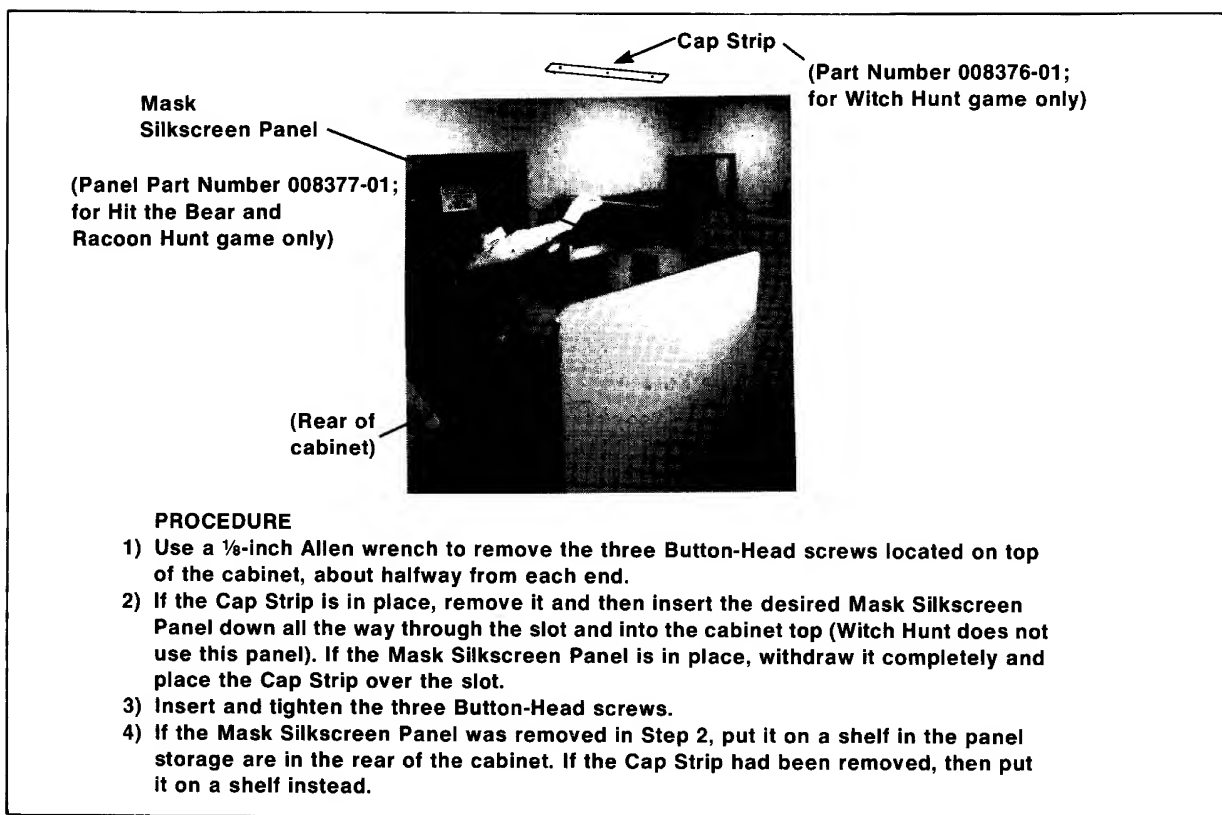 Cap Strip
(Part Number 008376-01;
for Witch Hunt game only)
Mask
Silkscreen Panel
(Panel Part Number 008377-01;
for Hit the Bear and
Racoon Hunt game only)
(Rear of
cabinet)
PROCEDURE
1) Use a ⅛-inch Allen wrench to remove the three Button-Head screws located on top
of the cabinet, about halfway from each end.
2) If the Cap Strip is in place, remove it and then insert the desired Mask Silkscreen
Panel down all the way through the slot and into the cabinet top (Witch Hunt does not
use this panel). If the Mask Silkscreen Panel is in place, withdraw it completely and
place the Cap Strip over the slot.
3) Insert and tighten the three Button-Head screws.
4) If the Mask Silkscreen Panel was removed in Step 2, put it on a shelf in the panel
storage are in the rear of the cabinet. If the Cap Strip had been removed, then put
it on a shelf instead.